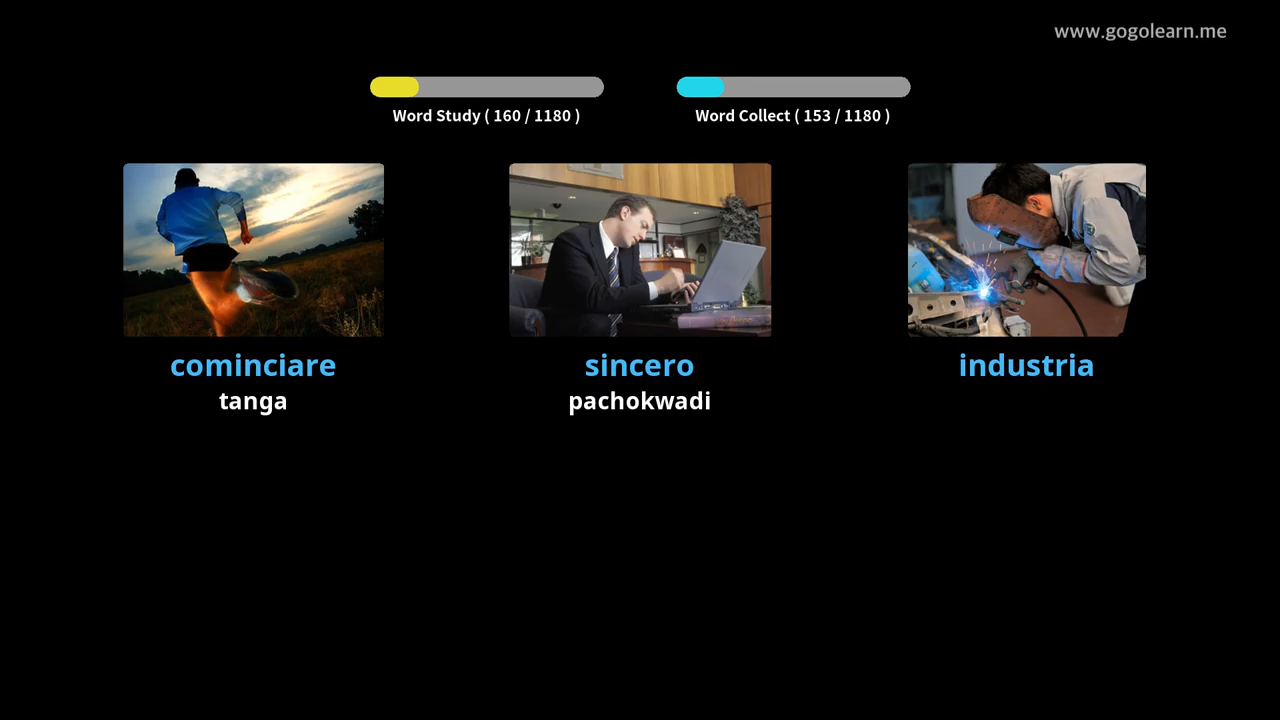 www.gogolearn.me
Word Study ( 160 / 1180 )
Word Collect ( 153 / 1180 )
cominciare
tanga
sincero
pachokwadi
industria